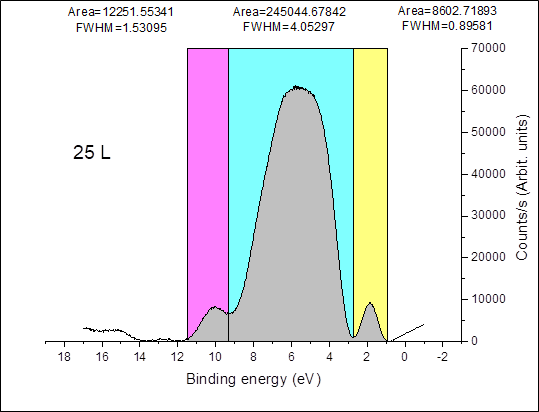 Area=12251.55341
FWHM=1.53095
Area=245044.67842
FWHM=4.05297
Area=8602.71893
FWHM=0.89581
25 L
70000
60000
50000
40000
30000
20000
10000
0
Counts/s (Arbit. units)
18 16 14 12 10 8 6 4 2 0 -2
Binding energy (eV)